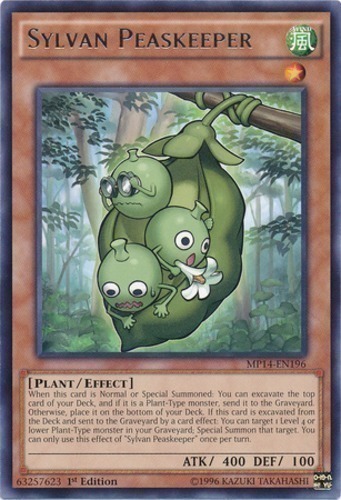 SYLVAN PEASKEEPER
風
MP14-EN196
[PLANT/EFFECT]
When this card is Normal or Special Summoned: You can excavate the
top card of your Deck, and if it is a Plant-Type monster, send it to the Graveyard.
Otherwise, place it on the bottom of your Deck. If this card is excavated from
the Deck and sent to the Graveyard by a card effect: You can target 1 Level 4 or
lower Plant-Type monster in your Graveyard; Special Summon that target. You
can only use this effect of "Sylvan Peaskeeper" once per turn.
ATK/ 400 DEF/ 100
63257623 1st Edition ©1996 KAZUKI TAKAHASHI